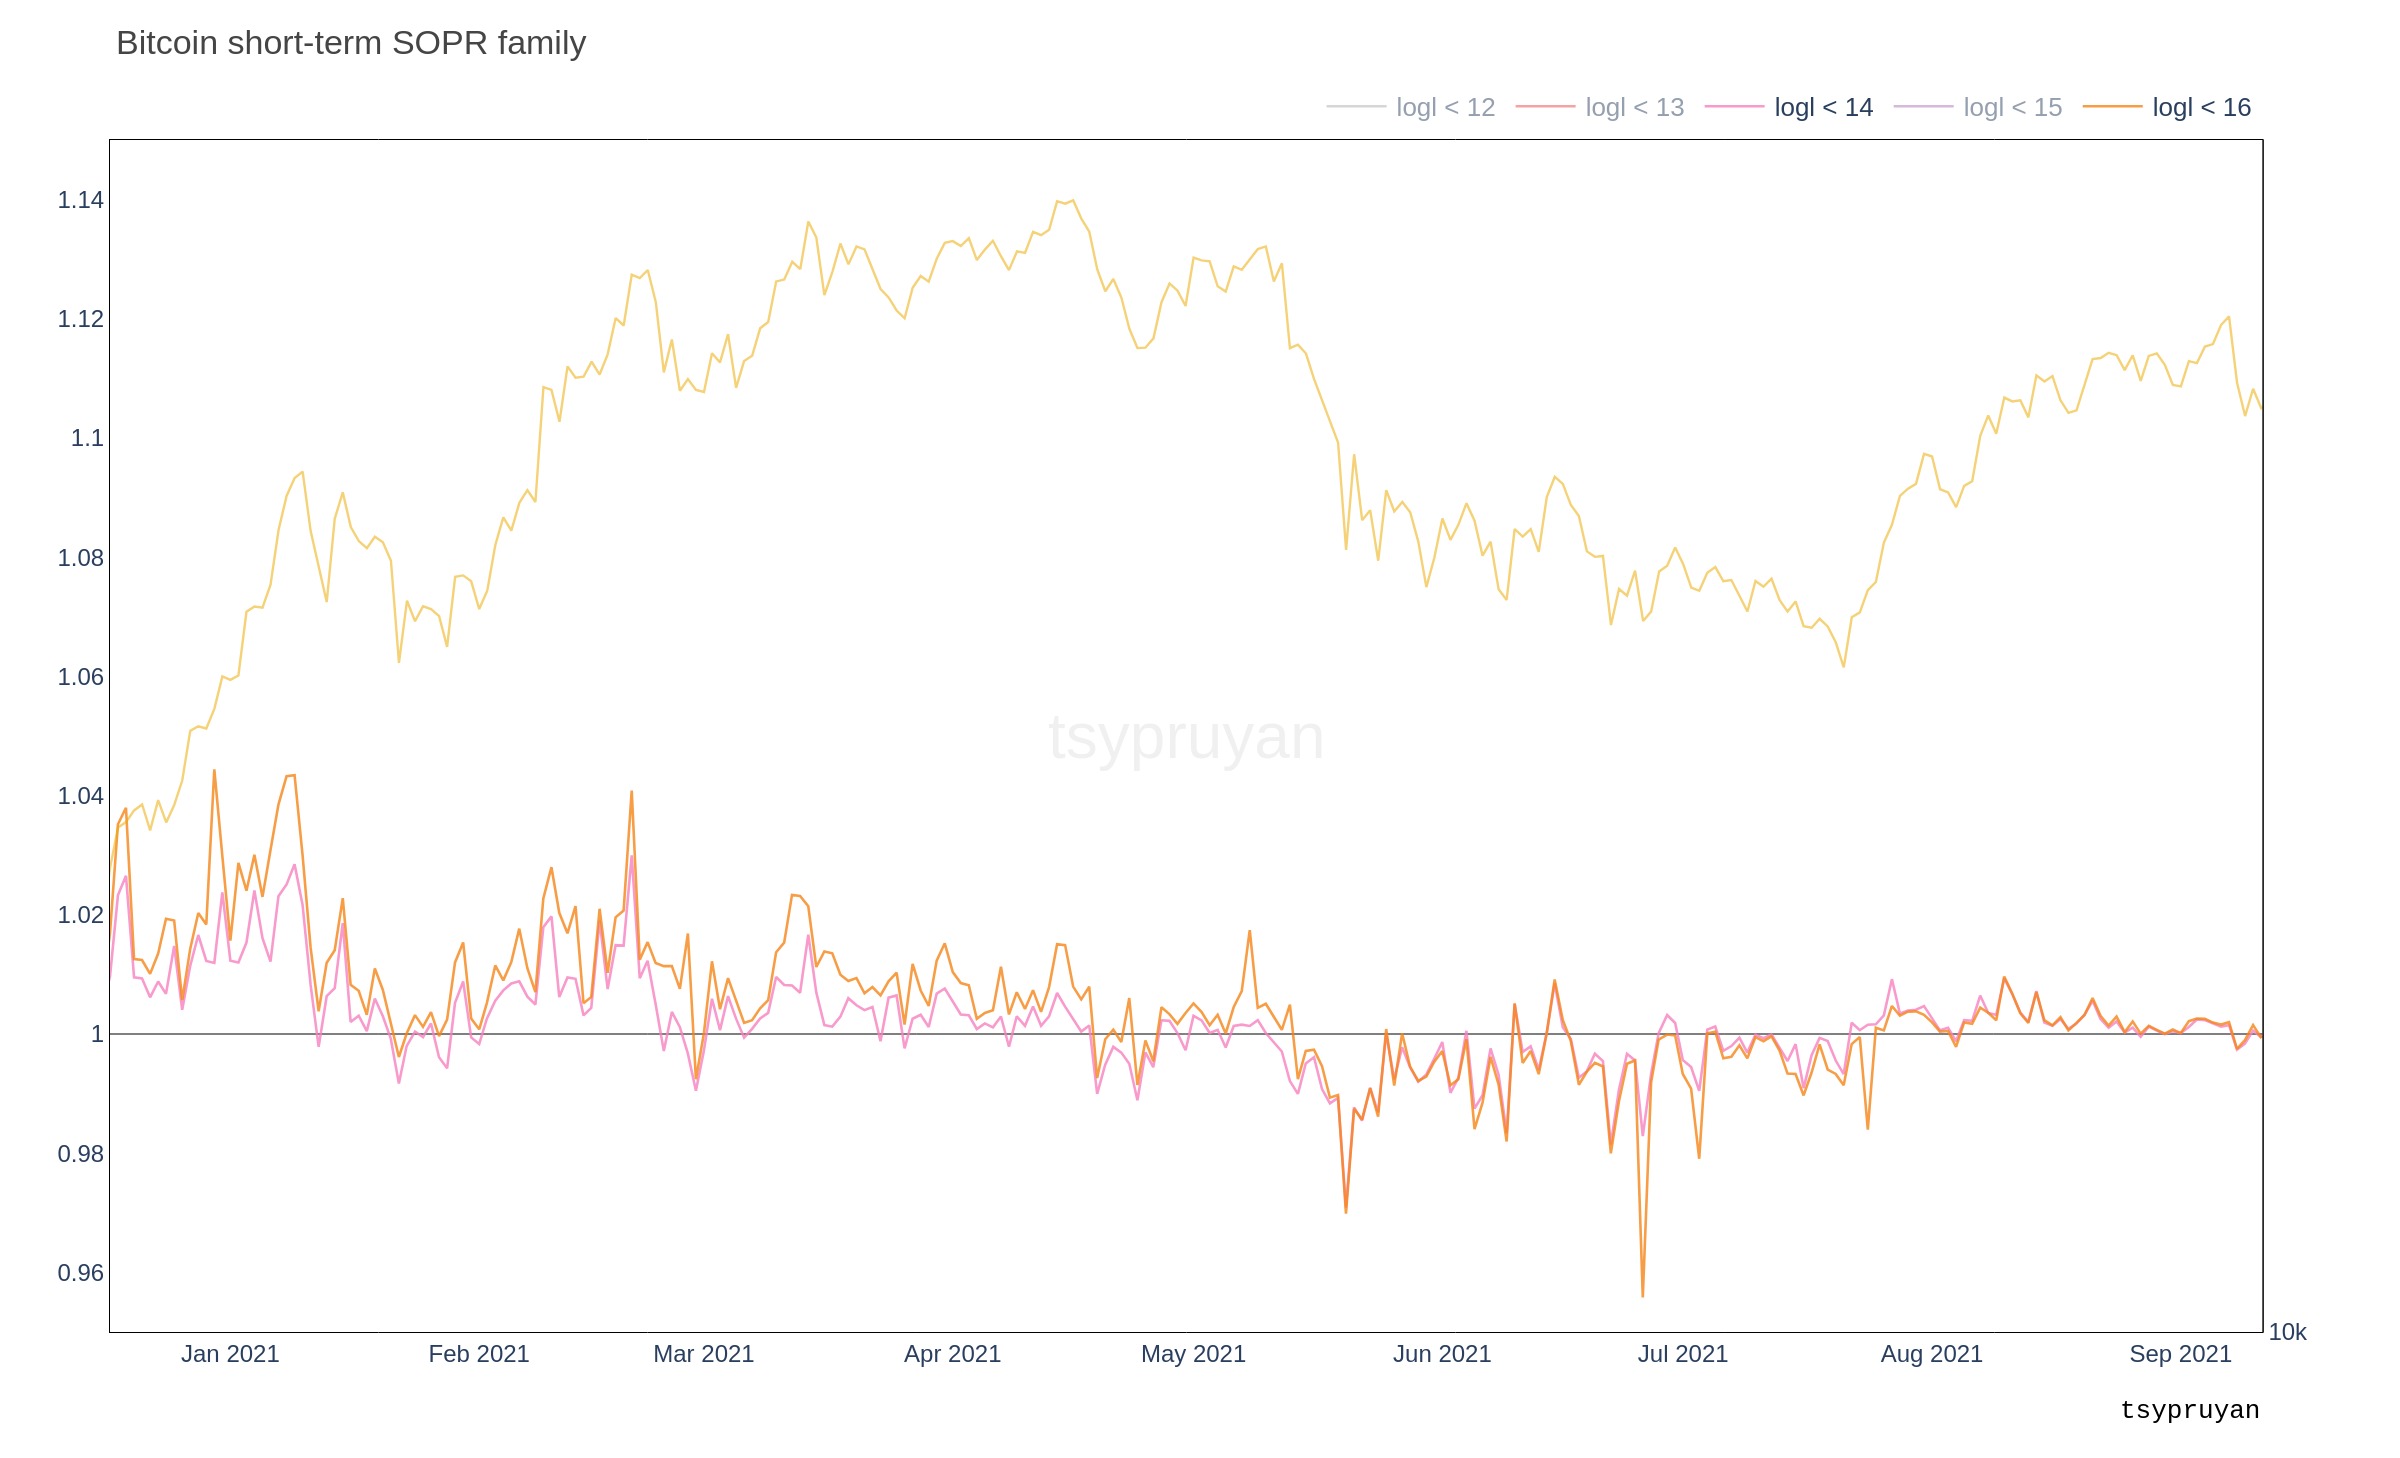 Bitcoin short-term SOPR family
logl < 12 logl < 13 logl < 14 logl < 15 logl < 16
1.14
1.12
1.1
1.08
1.06
tsypruyan
1.04
1.02
1
0.98
0.96
10k
Jan 2021 Feb 2021 Mar 2021 Apr 2021 May 2021 Jun 2021 Jul 2021 Aug 2021 Sep 2021
tsypruyan